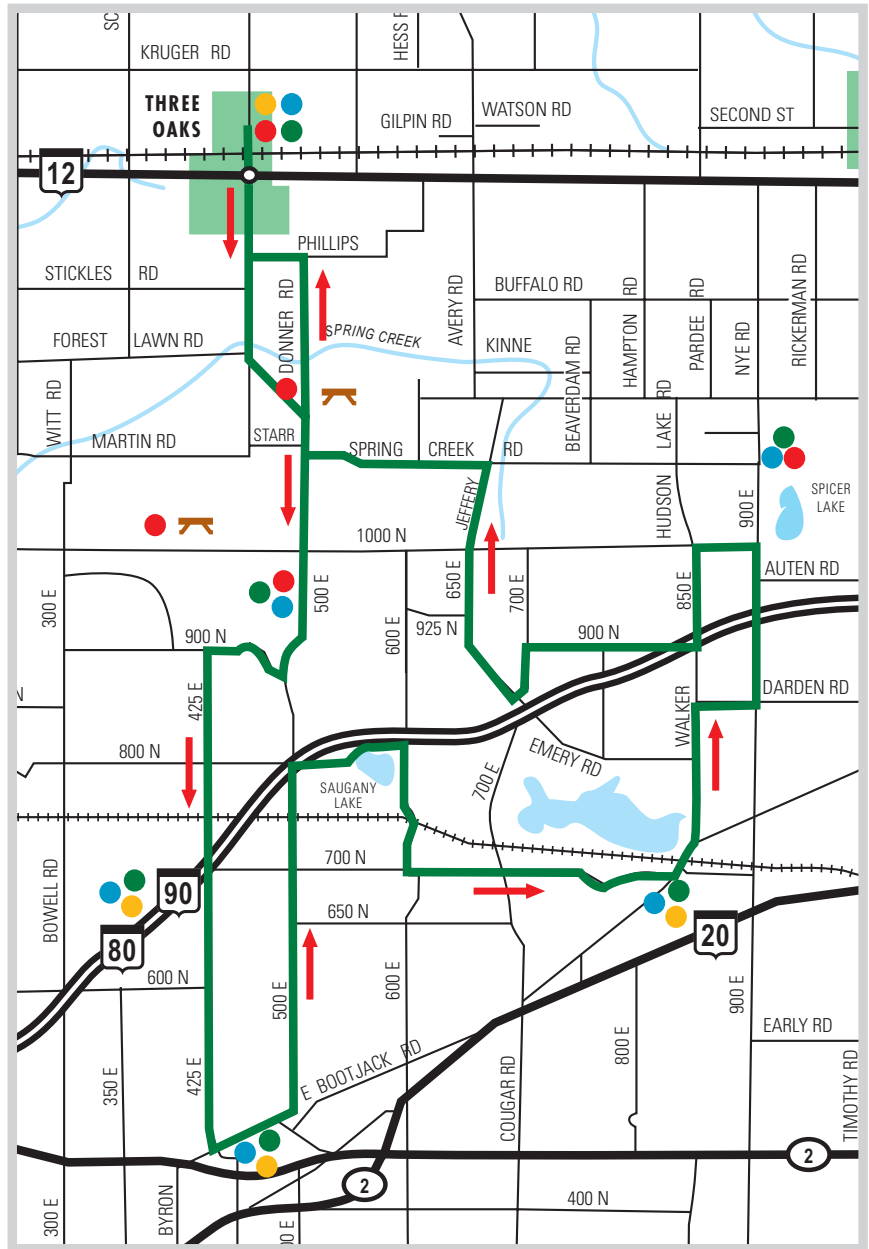 SC
HESS R
KRUGER RD
THREE
OAKS
GILPIN RD
WATSON RD
SECOND ST
12
PHILLIPS
STICKLES RD
DONNER RD
AVERY RD
BUFFALO RD
HAMPTON RD
PARDEE RD
NYE RD
RICKERMAN RD
FOREST LAWN RD
SPRING CREEK
KINNE
BEAVERDAM RD
WITT RD
MARTIN RD
STARR
SPRING CREEK RD
HUDSON LAKE RD
JEFFERY
900 E
SPICER
LAKE
1000 N
300 E
500 E
600 E
650 E
700 E
850 E
AUTEN RD
925 N
900 N
900 N
425 E
N
WALKER
DARDEN RD
800 N
EMERY RD
SAUGANY
LAKE
700 E
700 N
BOWELL RD
90
80
650 N
20
600 N
500 E
600 E
900 E
425 E
350 E
E BOOTJACK RD
COUGAR RD
800 E
EARLY RD
TIMOTHY RD
2
2
300 E
BYRON
00 E
400 N